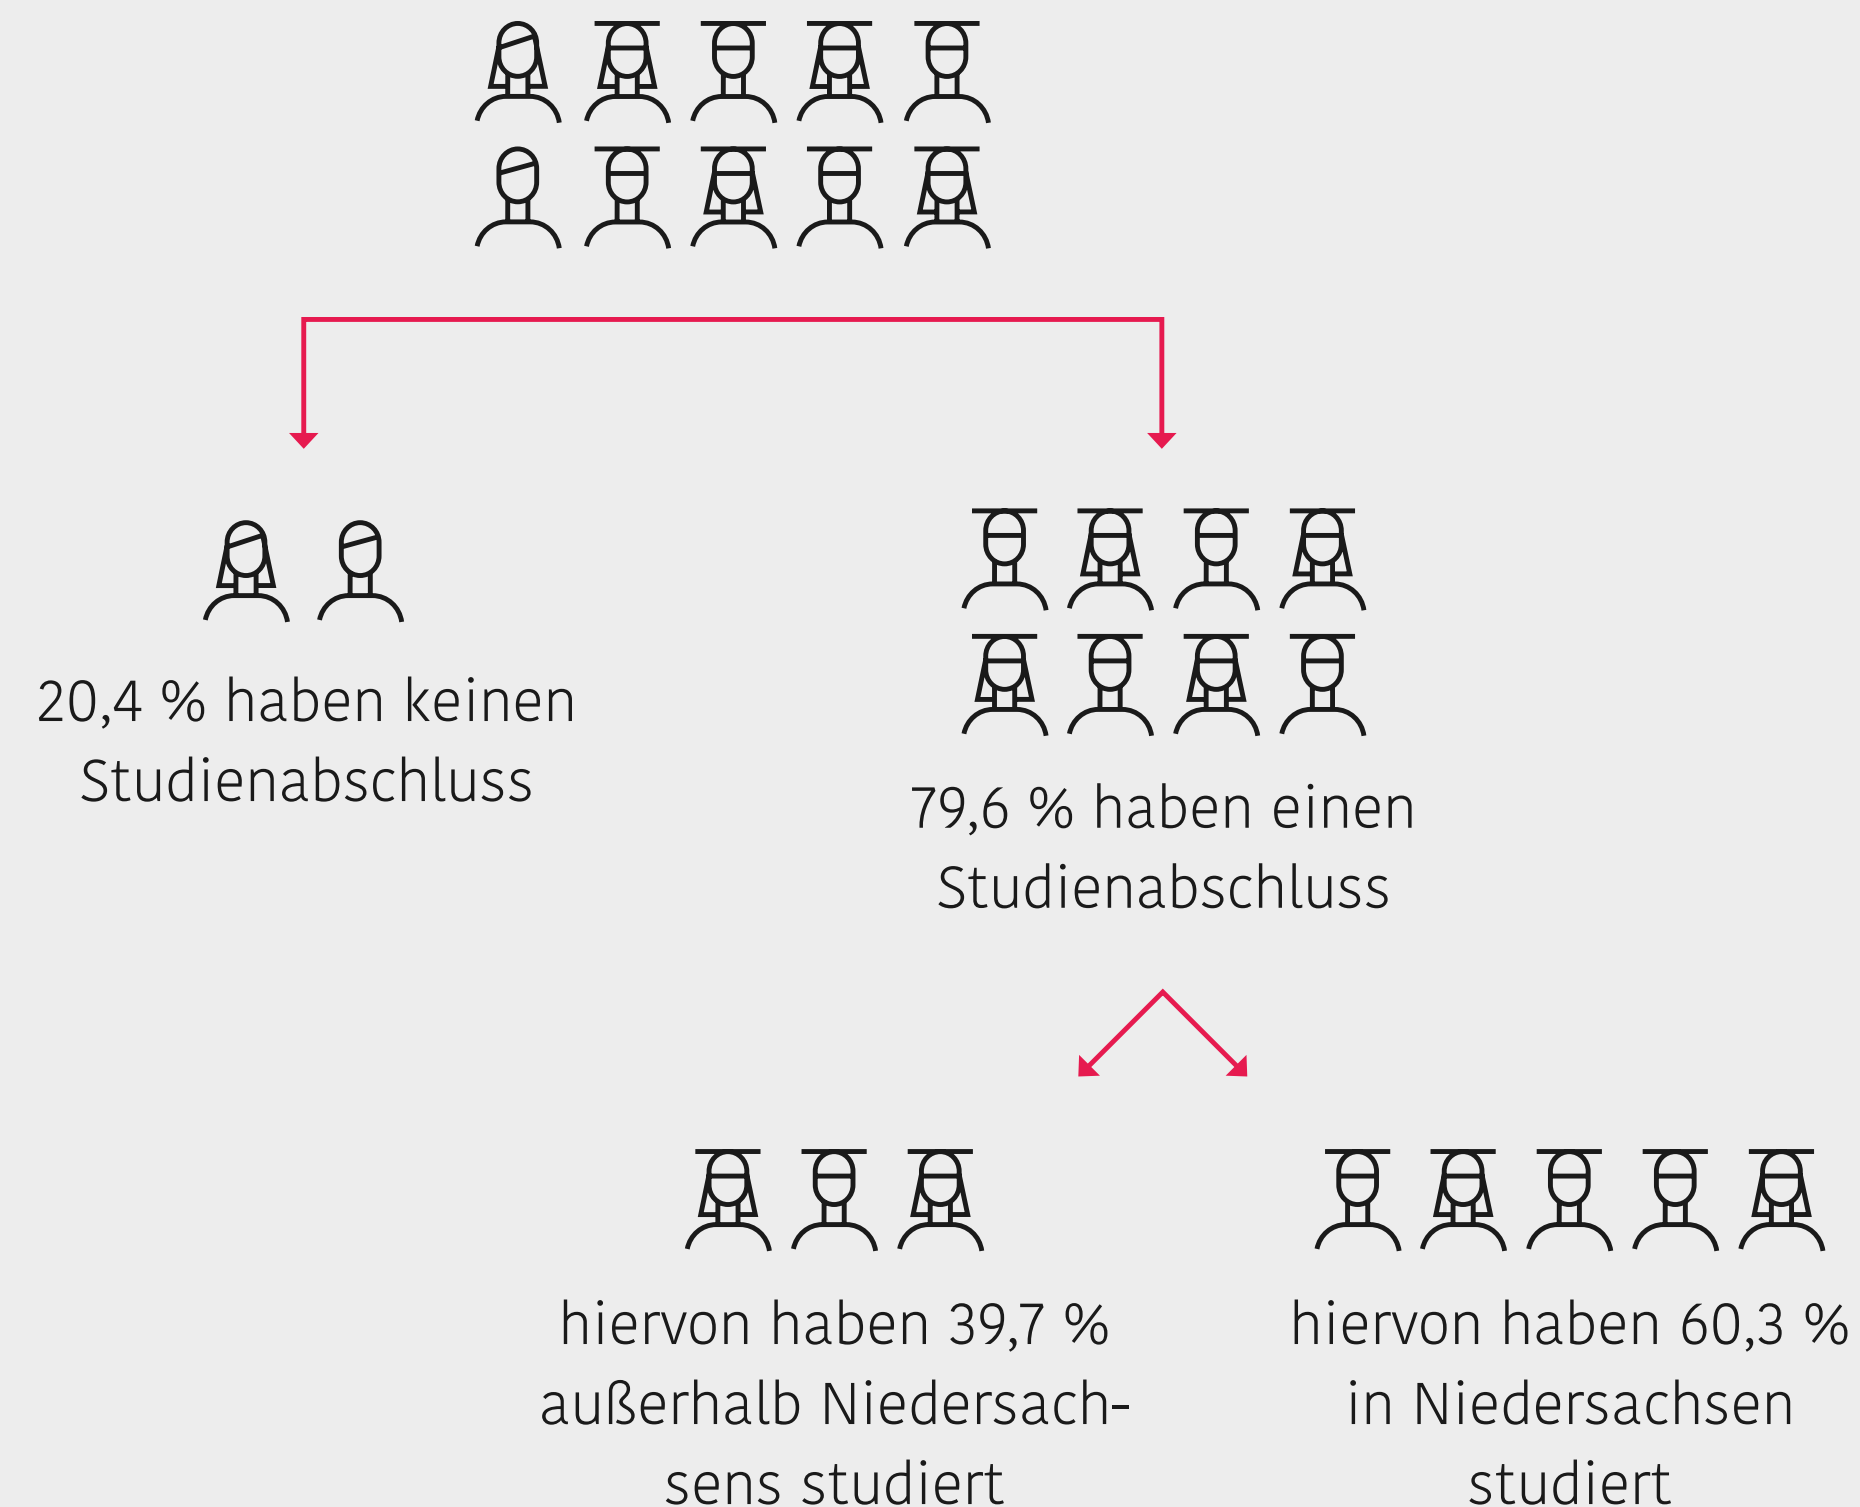 20,4 % haben keinen
Studienabschluss
79,6 % haben einen
Studienabschluss
hiervon haben 39,7 %
außerhalb Niedersach-
sens studiert
hiervon haben 60,3 %
in Niedersachsen
studiert